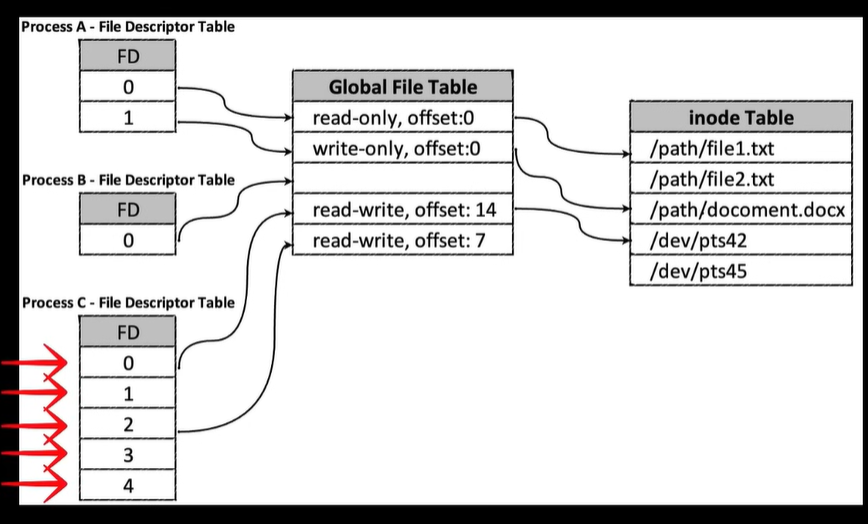 Process A - File Descriptor Table
FD
0
1
Process B - File Descriptor Table
FD
0
Process C - File Descriptor Table
FD
0
1
2
3
4
Global File Table
read-only, offset:0
write-only, offset:0
read-write, offset: 14
read-write, offset: 7
inode Table
/path/file1.txt
/path/file2.txt
/path/docoment.docx
/dev/pts42
/dev/pts45